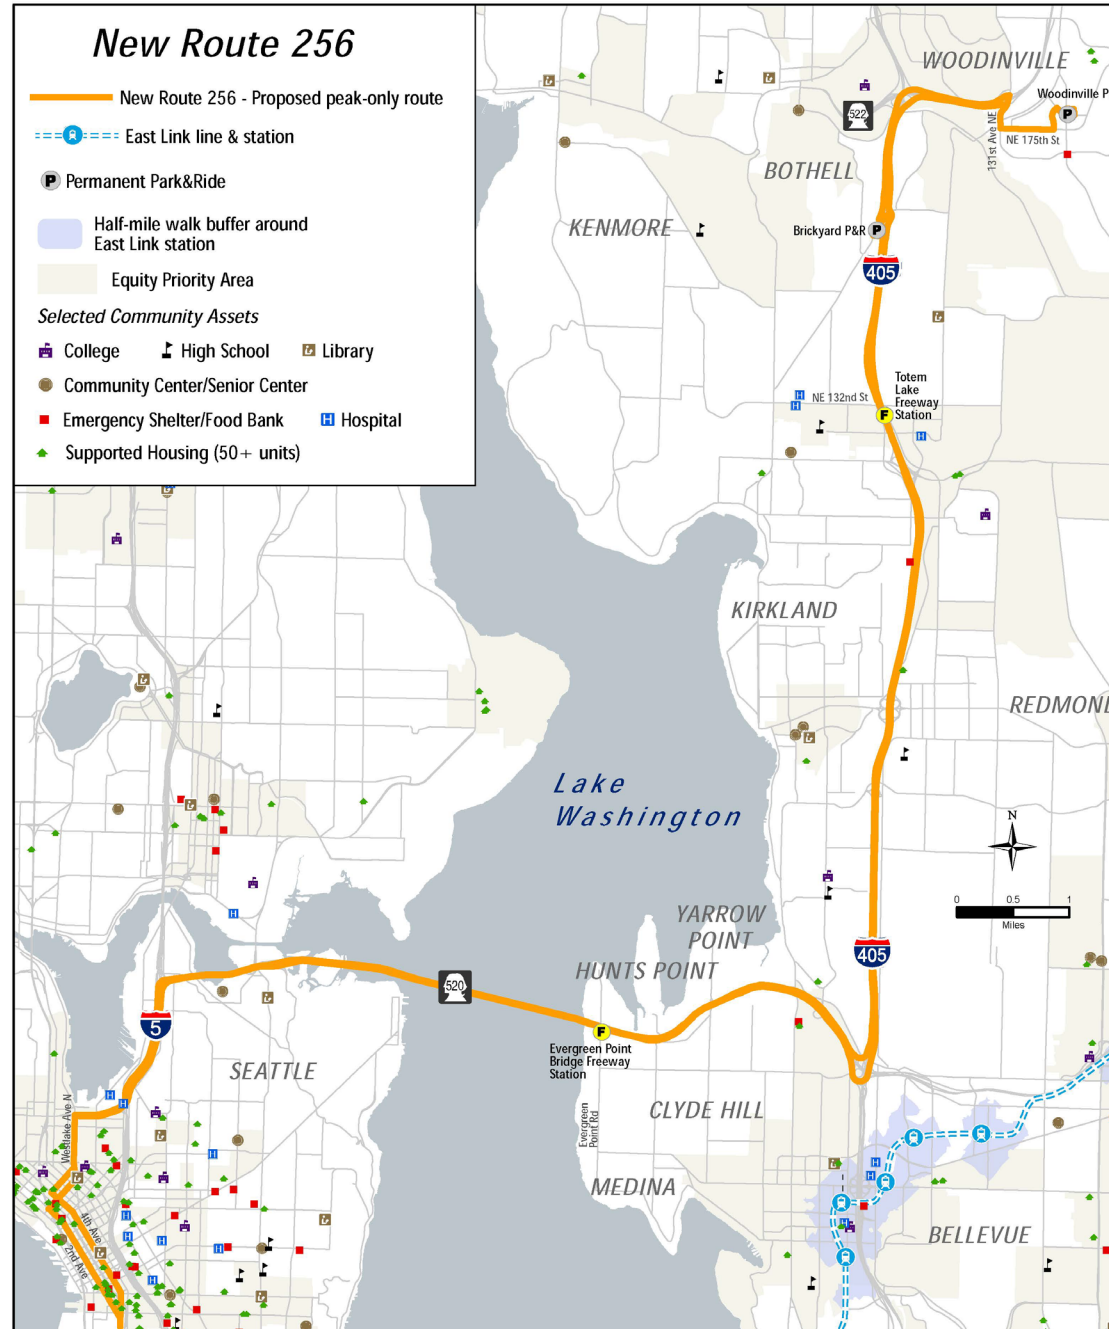 New Route 256
New Route 256 - Proposed peak-only route
East Link line & station
P Permanent Park&Ride
Half-mile walk buffer around
East Link station
Equity Priority Area
Selected Community Assets
College
High School
Library
Community Center/Senior Center
Emergency Shelter/Food Bank
H Hospital
Supported Housing (50+ units)
WOODINVILLE
Woodinville P
P
522
131st Ave NE
NE 175th St
BOTHELL
KENMORE
Brickyard P&R
P
405
Totem
Lake
Freeway
Station
NE 132nd St
F
H
H
H
KIRKLAND
REDMOND
Lake
Washington
N
0 0.5 1
Miles
YARROW
POINT
HUNTS POINT
405
520
5
F
Evergreen Point
Bridge Freeway
Station
SEATTLE
Evergreen
Point Rd
CLYDE HILL
MEDINA
BELLEVUE
Westlake Ave N
4th Ave
2nd Ave
H
H
H
H
H
H
H
H
H
H
H
H